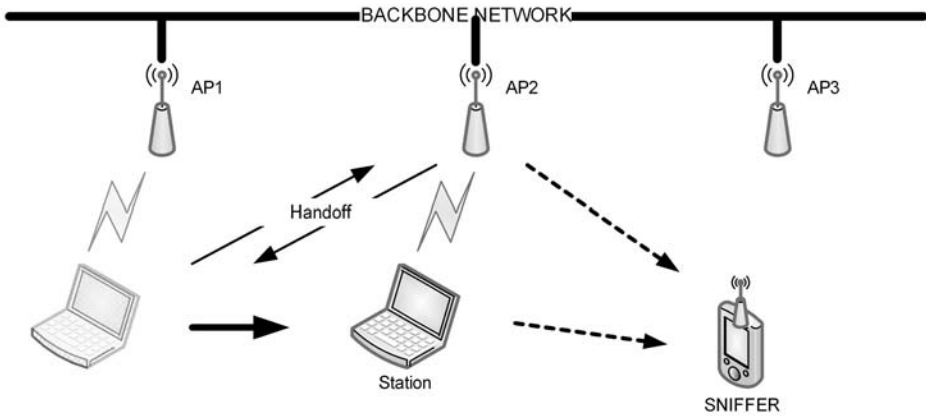 BACKBONE NETWORK
AP1
AP2
AP3
Handoff
Station
SNIFFER